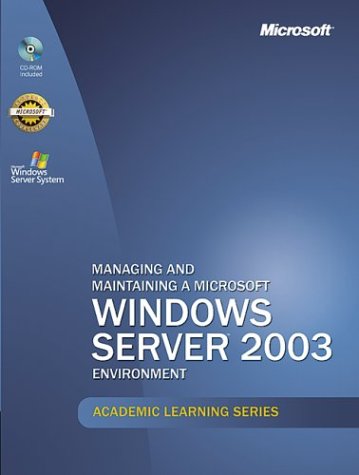 Microsoft®
CD-ROM
Included
MICROSOFT
Microsoft
Windows
Server System
MANAGING AND
MAINTAINING A MICROSOFT
WINDOWS
SERVER 2003
ENVIRONMENT
ACADEMIC LEARNING SERIES